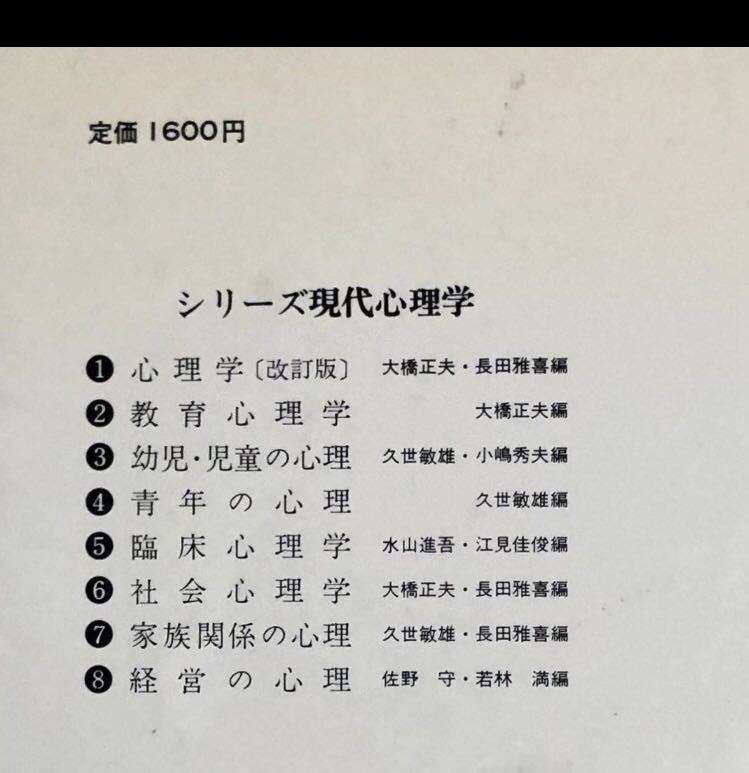 定価1600円
シリーズ現代心理学
❶ 心理学〔改訂版〕 大橋正夫・長田雅喜編
❷ 教育心理学 大橋正夫編
❸ 幼児・児童の心理 久世敏雄・小嶋秀夫編
❹ 青年の心理 久世敏雄編
❺ 臨床心理学 水山進吾・江見佳俊編
❻ 社会心理学 大橋正夫・長田雅喜編
❼ 家族関係の心理 久世敏雄・長田雅喜編
❽ 経営の心理 佐野 守・若林 満編